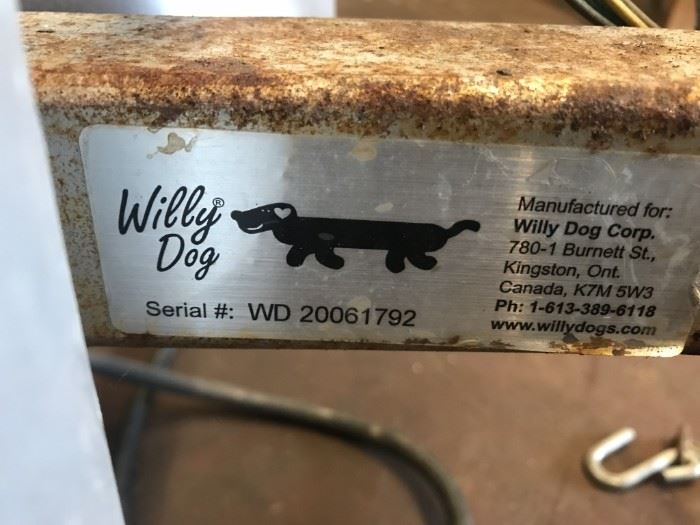 Willy®
Dog
Serial #: WD 20061792
Manufactured for:
Willy Dog Corp.
780-1 Burnett St.,
Kingston, Ont.
Canada, K7M 5W3
Ph: 1-613-389-6118
www.willydogs.com